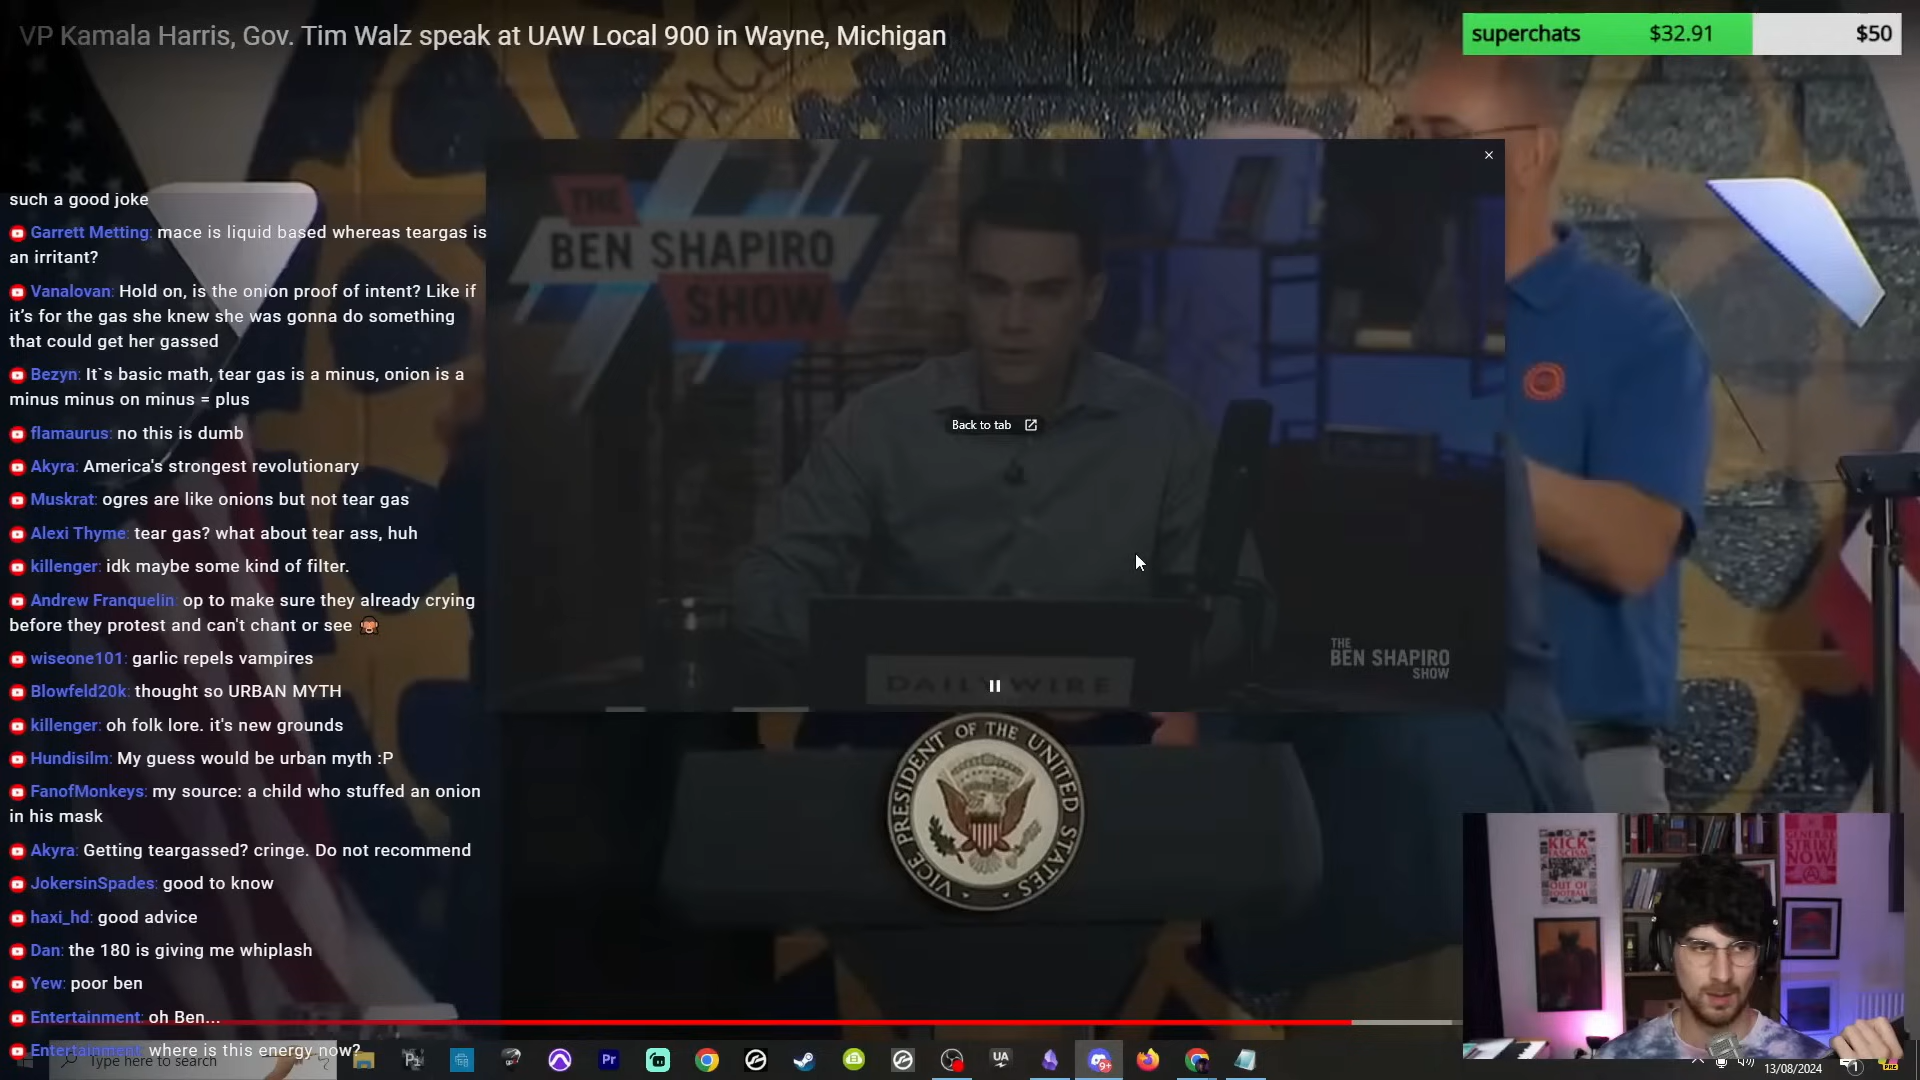 VP Kamala Harris, Gov. Tim Walz speak at UAW Local 900 in Wayne, Michigan
superchats $32.91 $50
SPACE
THE
BEN SHAPIRO
SHOW
Back to tab
THE
BEN SHAPIRO
SHOW
DAILY WIRE
VICE PRESIDENT OF THE UNITED STATES
such a good joke
Garrett Metting: mace is liquid based whereas teargas is
an irritant?
Vanalovan: Hold on, is the onion proof of intent? Like if
it's for the gas she knew she was gonna do something
that could get her gassed
Bezyn: It`s basic math, tear gas is a minus, onion is a
minus minus on minus = plus
flamaurus: no this is dumb
Akyra: America's strongest revolutionary
Muskrat: ogres are like onions but not tear gas
Alexi Thyme: tear gas? what about tear ass, huh
killenger: idk maybe some kind of filter.
Andrew Franquelin: op to make sure they already crying
before they protest and can't chant or see 🙈
wiseone101: garlic repels vampires
Blowfeld20k: thought so URBAN MYTH
killenger: oh folk lore. it's new grounds
Hundisilm: My guess would be urban myth :P
FanofMonkeys: my source: a child who stuffed an onion
in his mask
Akyra: Getting teargassed? cringe. Do not recommend
JokersinSpades: good to know
haxi_hd: good advice
Dan: the 180 is giving me whiplash
Yew: poor ben
Entertainment: oh Ben...
Entertainment: where is this energy now?
KICK
FASCISM
OUT OF
FOOTBALL
GENERAL
STRIKE
NOW!
Type here to search
Pr
UA
9+
13/08/2024
1
PRE